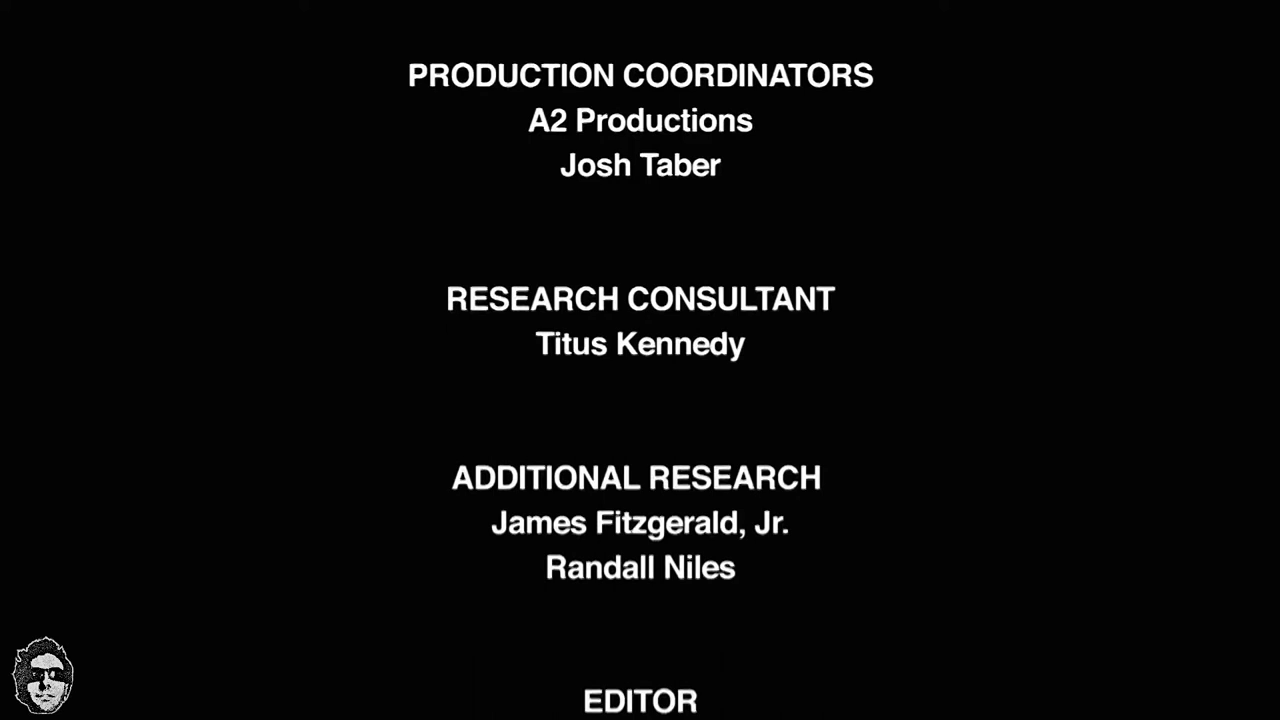 PRODUCTION COORDINATORS
A2 Productions
Josh Taber
RESEARCH CONSULTANT
Titus Kennedy
ADDITIONAL RESEARCH
James Fitzgerald, Jr.
Randall Niles
EDITOR